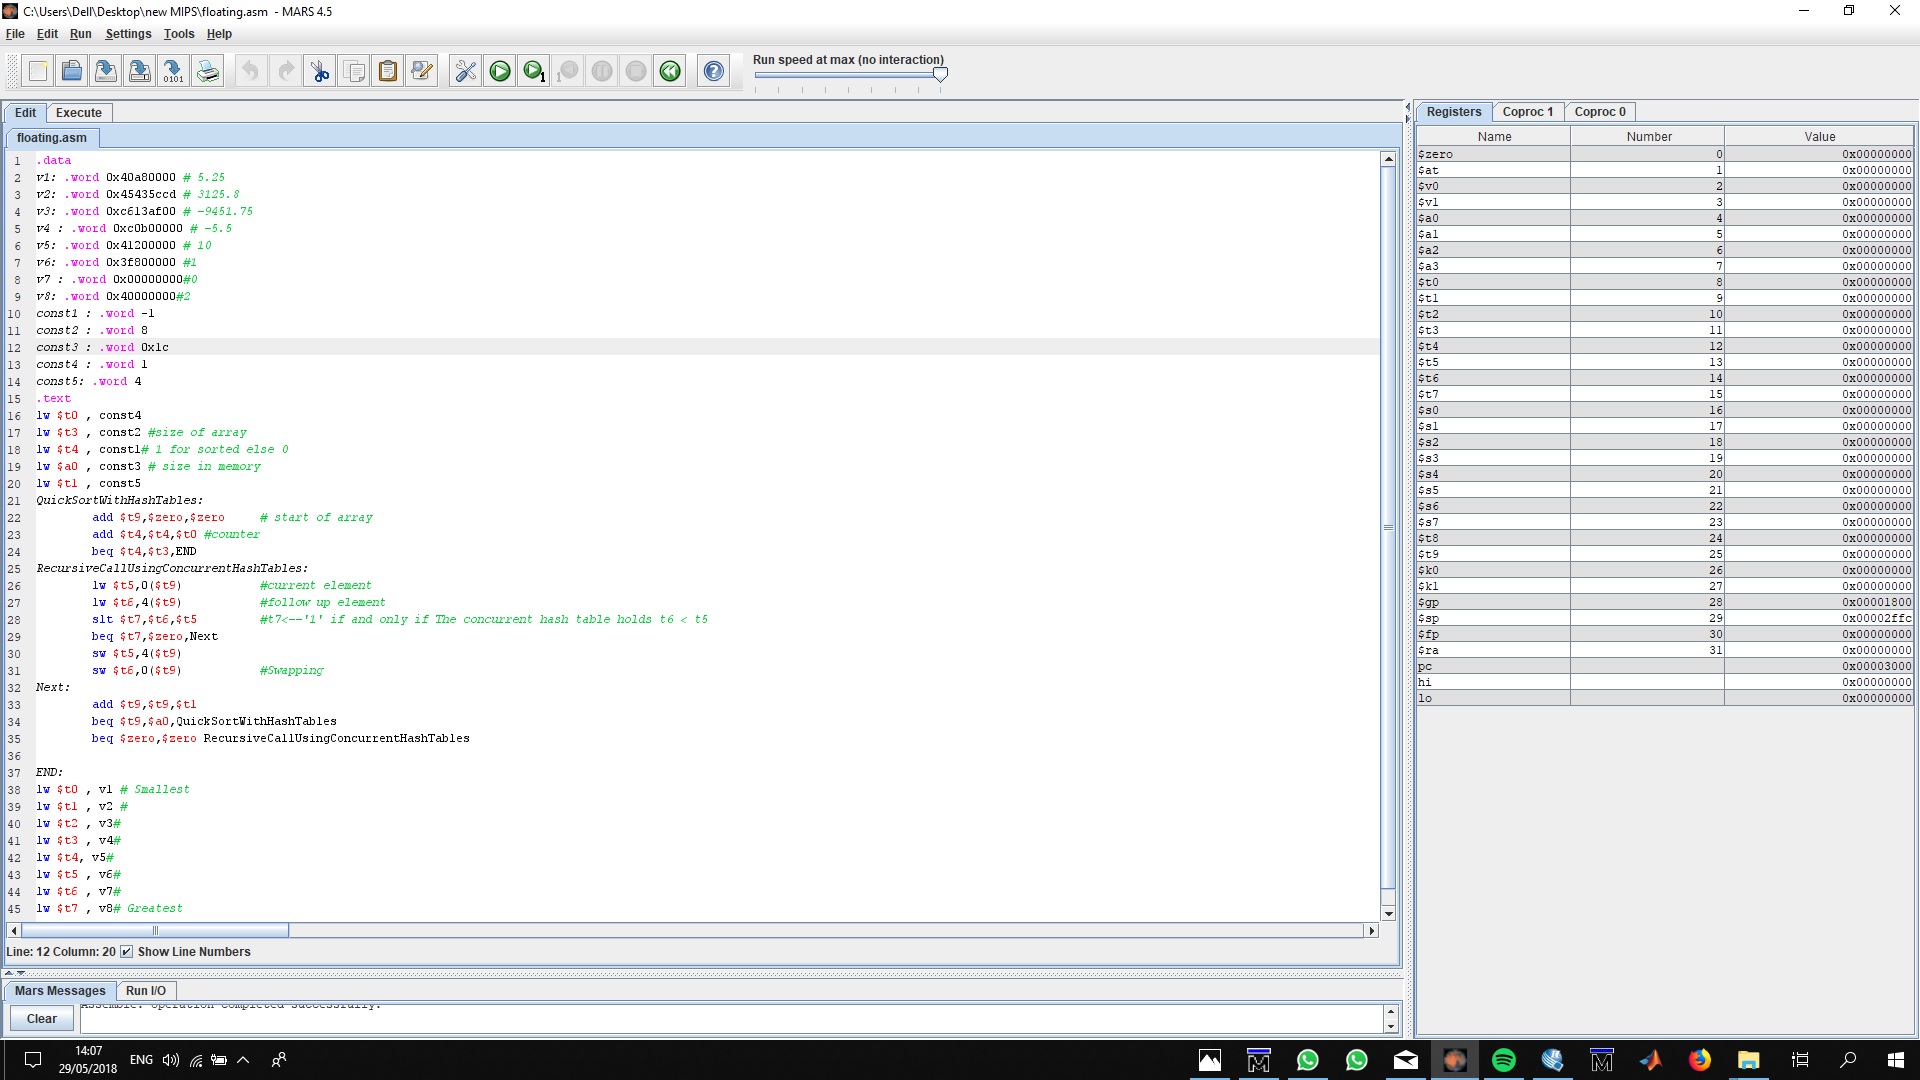 C:\Users\Dell\Desktop\new MIPS\floating.asm - MARS 4.5
File Edit Run Settings Tools Help
Run speed at max (no interaction)
Edit Execute
floating.asm
1 .data
2 v1: .word 0x40a80000 # 5.25
3 v2: .word 0x45435ccd # 3125.8
4 v3: .word 0xc613af00 # -9451.75
5 v4 : .word 0xc0b00000 # -5.5
6 v5: .word 0x41200000 # 10
7 v6: .word 0x3f800000 #1
8 v7 : .word 0x00000000#0
9 v8: .word 0x40000000#2
10 const1 : .word -1
11 const2 : .word 8
12 const3 : .word 0x1c
13 const4 : .word 1
14 const5: .word 4
15 .text
16 lw $t0 , const4
17 lw $t3 , const2 #size of array
18 lw $t4 , const1# 1 for sorted else 0
19 lw $a0 , const3 # size in memory
20 lw $t1 , const5
21 QuickSortWithHashTables:
22 add $t9,$zero,$zero # start of array
23 add $t4,$t4,$t0 #counter
24 beq $t4,$t3,END
25 RecursiveCallUsingConcurrentHashTables:
26 lw $t5,0($t9) #current element
27 lw $t6,4($t9) #follow up element
28 slt $t7,$t6,$t5 #t7<--'1' if and only if The concurrent hash table holds t6 < t5
29 beq $t7,$zero,Next
30 sw $t5,4($t9)
31 sw $t6,0($t9) #Swapping
32 Next:
33 add $t9,$t9,$t1
34 beq $t9,$a0,QuickSortWithHashTables
35 beq $zero,$zero RecursiveCallUsingConcurrentHashTables
36
37 END:
38 lw $t0 , v1 # Smallest
39 lw $t1 , v2 #
40 lw $t2 , v3#
41 lw $t3 , v4#
42 lw $t4, v5#
43 lw $t5 , v6#
44 lw $t6 , v7#
45 lw $t7 , v8# Greatest
Line: 12 Column: 20 Show Line Numbers
Mars Messages Run I/O
Clear
Assemble: operation completed successfully.
Registers Coproc 1 Coproc 0
Name Number Value
$zero 0 0x00000000
$at 1 0x00000000
$v0 2 0x00000000
$v1 3 0x00000000
$a0 4 0x00000000
$a1 5 0x00000000
$a2 6 0x00000000
$a3 7 0x00000000
$t0 8 0x00000000
$t1 9 0x00000000
$t2 10 0x00000000
$t3 11 0x00000000
$t4 12 0x00000000
$t5 13 0x00000000
$t6 14 0x00000000
$t7 15 0x00000000
$s0 16 0x00000000
$s1 17 0x00000000
$s2 18 0x00000000
$s3 19 0x00000000
$s4 20 0x00000000
$s5 21 0x00000000
$s6 22 0x00000000
$s7 23 0x00000000
$t8 24 0x00000000
$t9 25 0x00000000
$k0 26 0x00000000
$k1 27 0x00000000
$gp 28 0x00001800
$sp 29 0x00002ffc
$fp 30 0x00000000
$ra 31 0x00000000
pc 0x00003000
hi 0x00000000
lo 0x00000000
14:07
29/05/2018
ENG